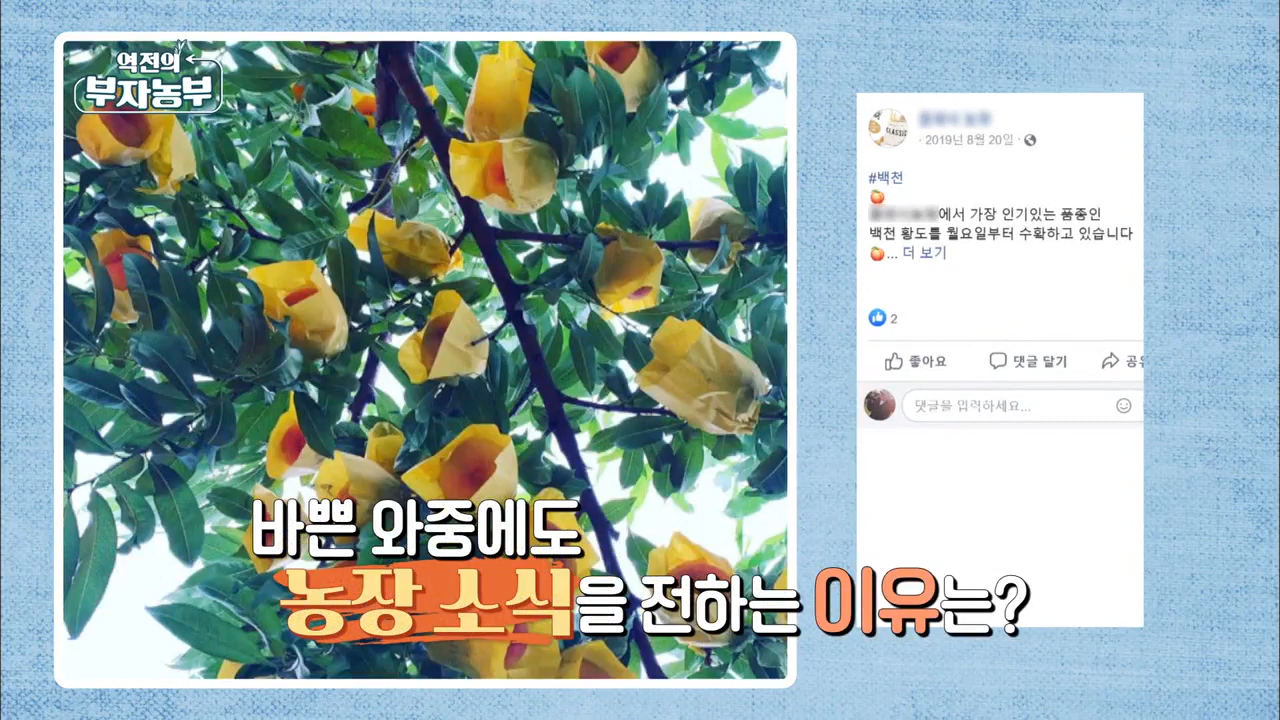 역전의
부자농부
CLASSIC
· 2019년 8월 20일 ·
#백천
에서 가장 인기있는 품종인
백천 황도를 월요일부터 수확하고 있습니다
... 더 보기
2
좋아요
댓글 달기
공유
댓글을 입력하세요...
바쁜 와중에도
농장 소식을 전하는 이유는?